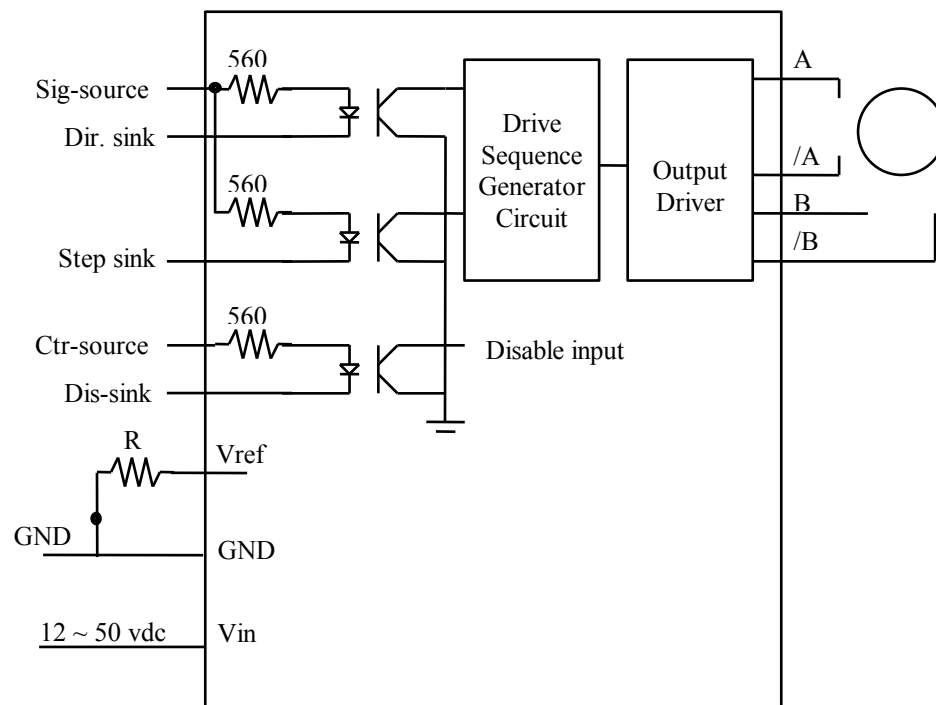 560
Sig-source
Dir. sink
560
Step sink
560
Ctr-source
Dis-sink
Disable input
Drive
Sequence
Generator
Circuit
Output
Driver
A
/A
B
/B
R
Vref
GND
GND
12 ~ 50 vdc
Vin